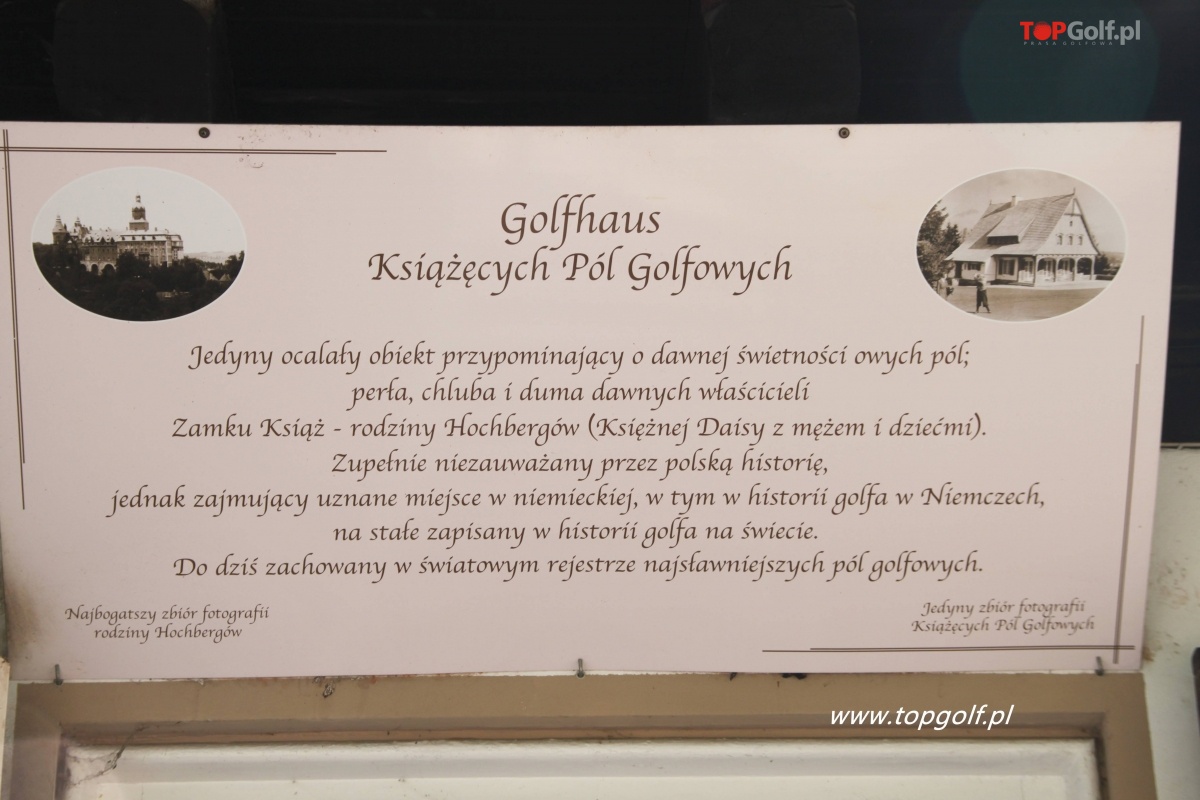 TOPGolf.pl
PRASA GOLFOWA
Golfhaus
Książęcych Pól Golfowych
Jedyny ocalały obiekt przypominający o dawnej świetności owych pól;
perła, chluba i duma dawnych właścicieli
Zamku Książ - rodziny Hochbergów (Księżnej Daisy z mężem i dziećmi).
Zupełnie niezauważany przez polską historię,
jednak zajmujący uznane miejsce w niemieckiej, w tym w historii golfa w Niemczech,
na stałe zapisany w historii golfa na świecie.
Do dziś zachowany w światowym rejestrze najsławniejszych pól golfowych.
Najbogatszy zbiór fotografii
rodziny Hochbergów
Jedyny zbiór fotografii
Książęcych Pól Golfowych
www.topgolf.pl